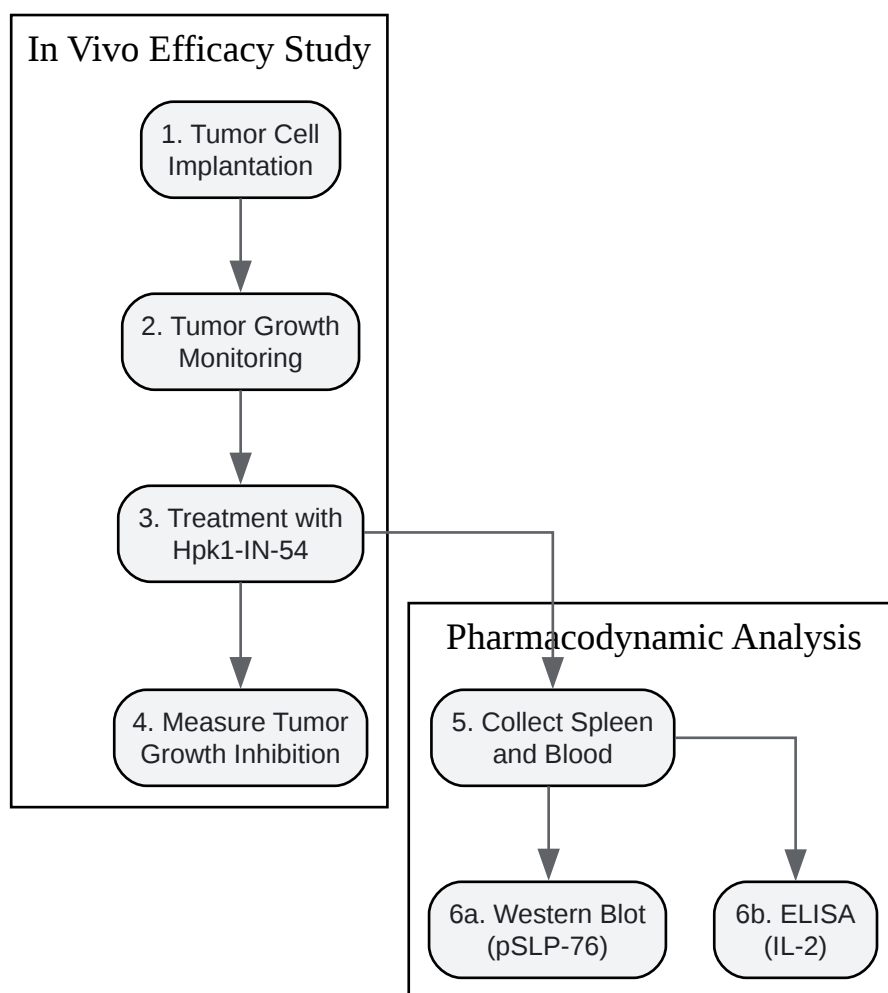 In Vivo Efficacy Study
1. Tumor Cell
Implantation
2. Tumor Growth
Monitoring
3. Treatment with
Hpk1-IN-54
4. Measure Tumor
Growth Inhibition
Pharmacodynamic Analysis
5. Collect Spleen
and Blood
6a. Western Blot
(pSLP-76)
6b. ELISA
(IL-2)